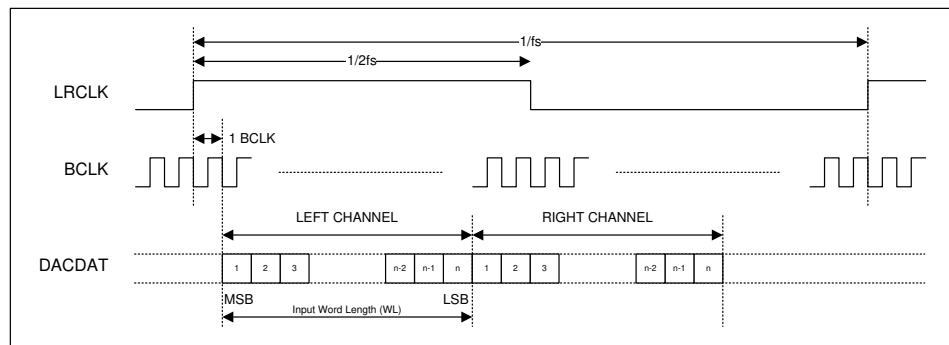 1/fs
1/2fs
LRCLK
1 BCLK
BCLK
LEFT CHANNEL RIGHT CHANNEL
DACDAT 1 2 3 n-2 n-1 n 1 2 3 n-2 n-1 n
MSB LSB
Input Word Length (WL)